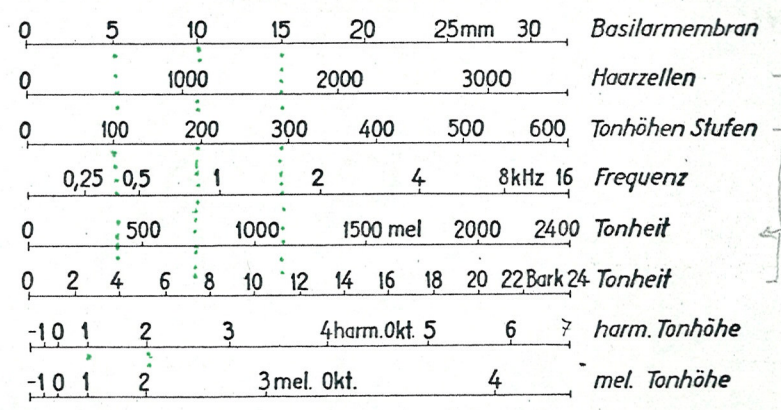 0 5 10 15 20 25mm 30 Basilarmembran
0 1000 2000 3000 Haarzellen
0 100 200 300 400 500 600 Tonhöhen Stufen
0,25 0,5 1 2 4 8kHz 16 Frequenz
0 500 1000 1500 mel 2000 2400 Tonheit
0 2 4 6 8 10 12 14 16 18 20 22 Bark 24 Tonheit
-1 0 1 2 3 4 harm. Okt. 5 6 7 harm. Tonhöhe
-1 0 1 2 3 mel. Okt. 4 mel. Tonhöhe